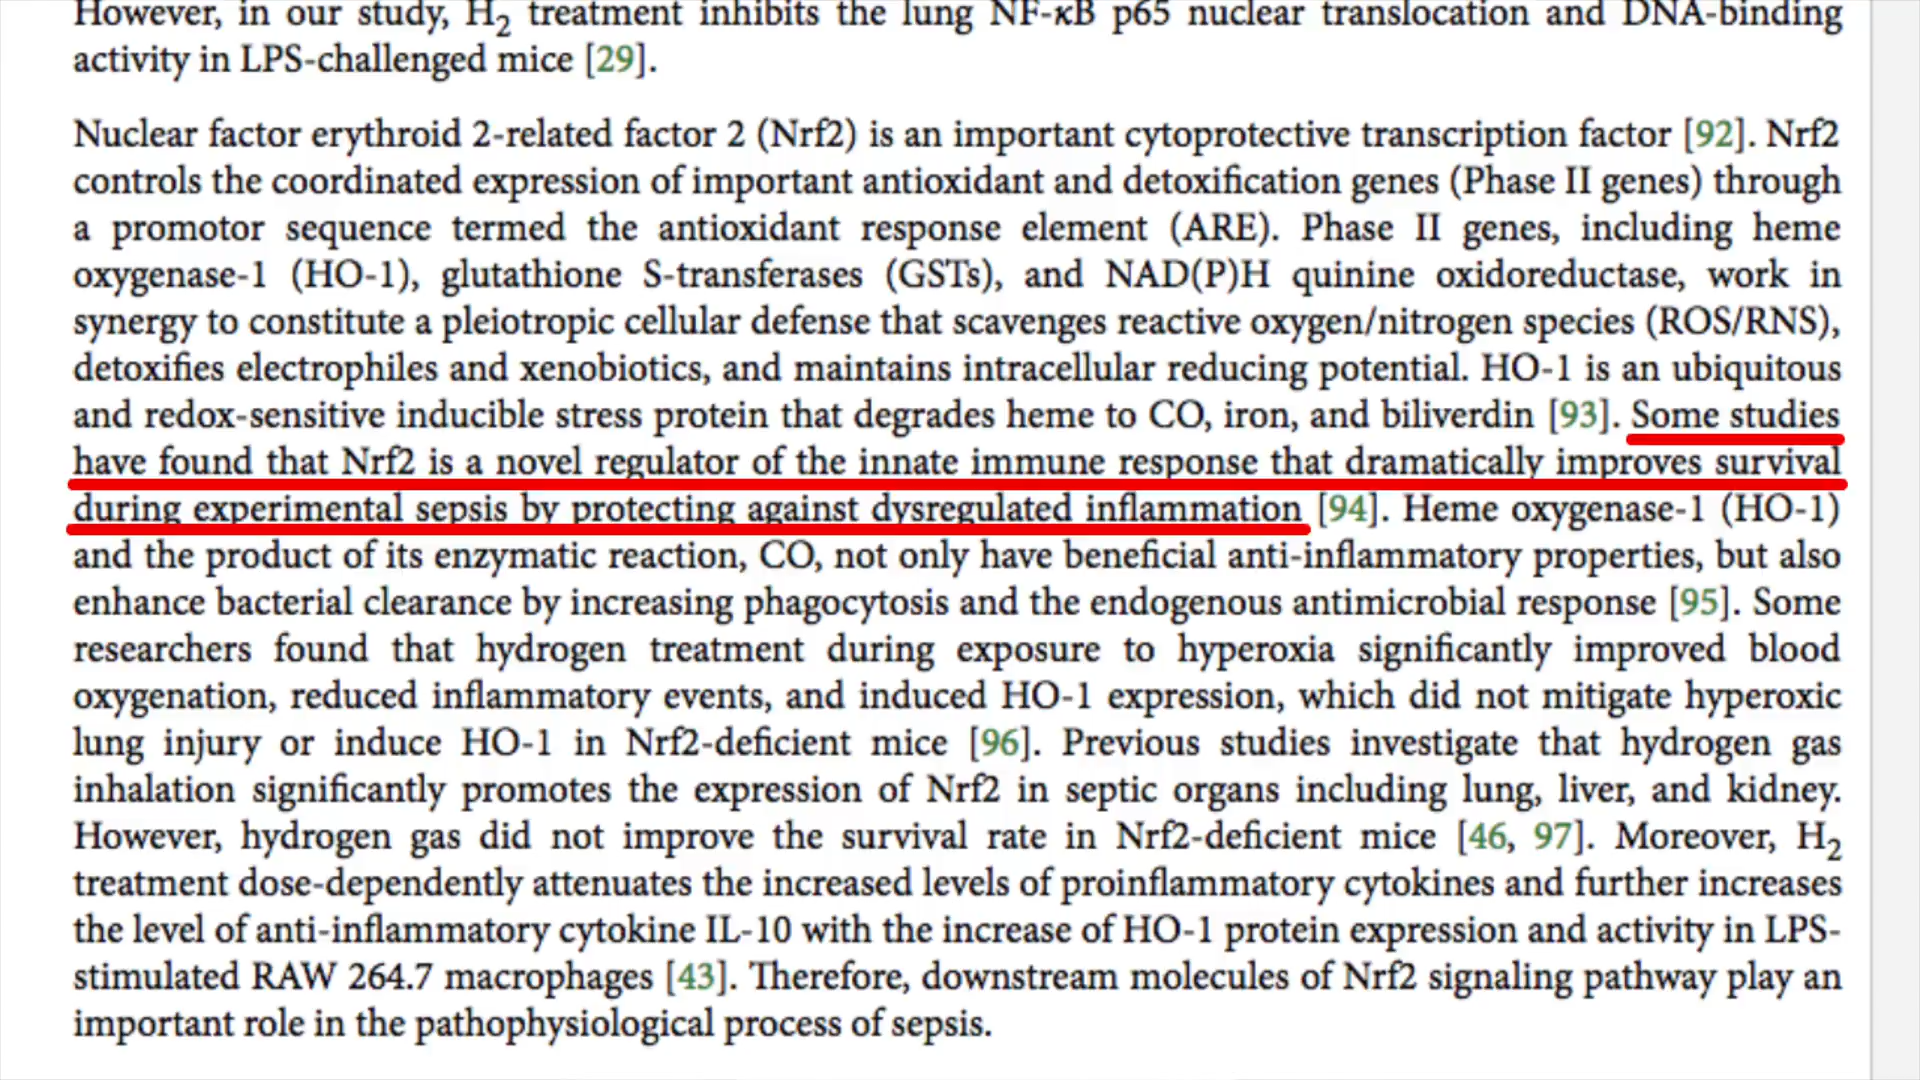 However, in our study, H2 treatment inhibits the lung NF-κB p65 nuclear translocation and DNA-binding
activity in LPS-challenged mice [29].
Nuclear factor erythroid 2-related factor 2 (Nrf2) is an important cytoprotective transcription factor [92]. Nrf2
controls the coordinated expression of important antioxidant and detoxification genes (Phase II genes) through
a promotor sequence termed the antioxidant response element (ARE). Phase II genes, including heme
oxygenase-1 (HO-1), glutathione S-transferases (GSTs), and NAD(P)H quinine oxidoreductase, work in
synergy to constitute a pleiotropic cellular defense that scavenges reactive oxygen/nitrogen species (ROS/RNS),
detoxifies electrophiles and xenobiotics, and maintains intracellular reducing potential. HO-1 is an ubiquitous
and redox-sensitive inducible stress protein that degrades heme to CO, iron, and biliverdin [93]. Some studies
have found that Nrf2 is a novel regulator of the innate immune response that dramatically improves survival
during experimental sepsis by protecting against dysregulated inflammation [94]. Heme oxygenase-1 (HO-1)
and the product of its enzymatic reaction, CO, not only have beneficial anti-inflammatory properties, but also
enhance bacterial clearance by increasing phagocytosis and the endogenous antimicrobial response [95]. Some
researchers found that hydrogen treatment during exposure to hyperoxia significantly improved blood
oxygenation, reduced inflammatory events, and induced HO-1 expression, which did not mitigate hyperoxic
lung injury or induce HO-1 in Nrf2-deficient mice [96]. Previous studies investigate that hydrogen gas
inhalation significantly promotes the expression of Nrf2 in septic organs including lung, liver, and kidney.
However, hydrogen gas did not improve the survival rate in Nrf2-deficient mice [46, 97]. Moreover, H2
treatment dose-dependently attenuates the increased levels of proinflammatory cytokines and further increases
the level of anti-inflammatory cytokine IL-10 with the increase of HO-1 protein expression and activity in LPS-
stimulated RAW 264.7 macrophages [43]. Therefore, downstream molecules of Nrf2 signaling pathway play an
important role in the pathophysiological process of sepsis.